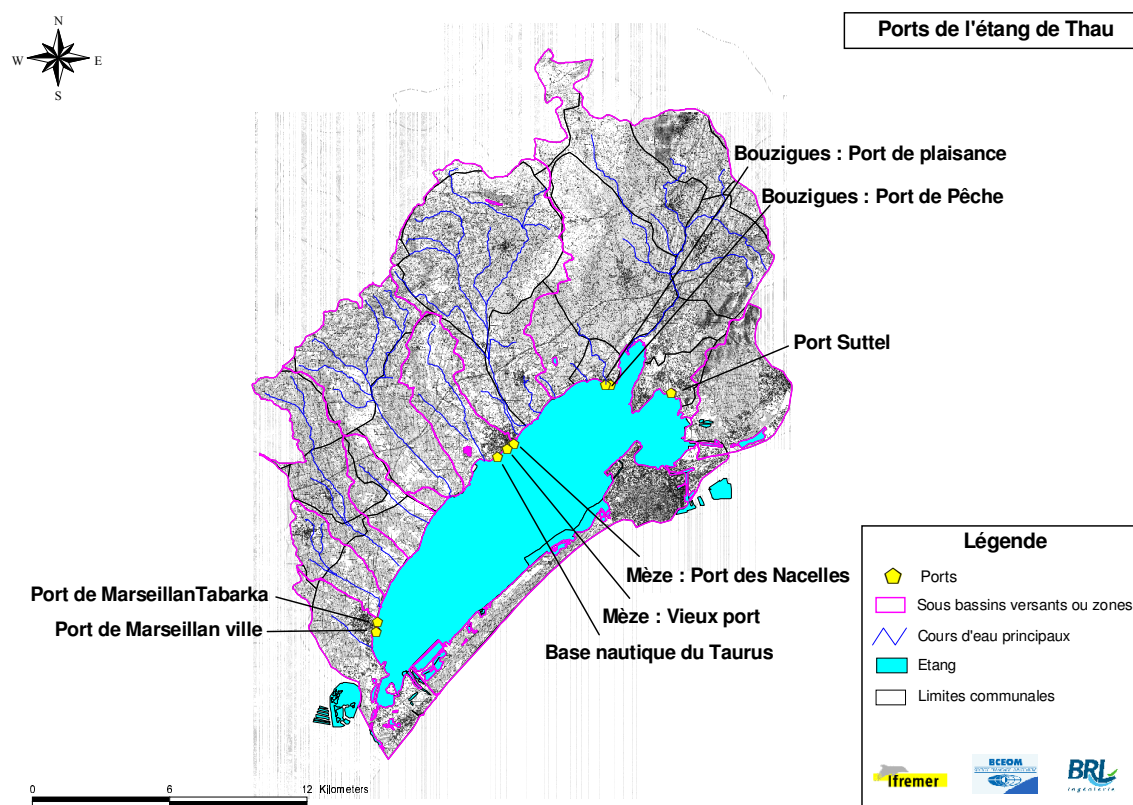 Ports de l'étang de Thau
N
W E
S
Bouzigues : Port de plaisance
Bouzigues : Port de Pêche
Port Suttel
Mèze : Port des Nacelles
Mèze : Vieux port
Base nautique du Taurus
Port de MarseillanTabarka
Port de Marseillan ville
Légende
Ports
Sous bassins versants ou zones
Cours d'eau principaux
Etang
Limites communales
Ifremer
BCEOM
BRL
Ingénierie
0 6 12 Kilometers